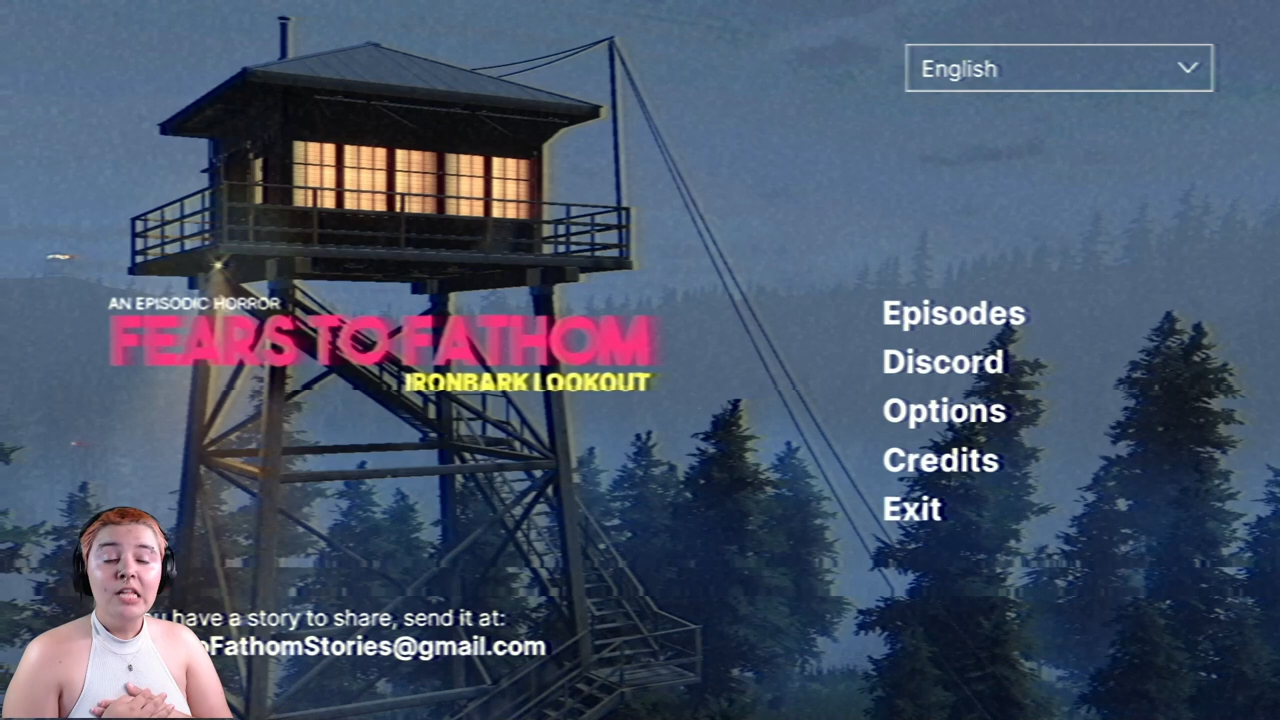 English
AN EPISODIC HORROR
FEARS TO FATHOM
IRONBARK LOOKOUT
Episodes
Discord
Options
Credits
Exit
have a story to share, send it at:
oFathomStories@gmail.com